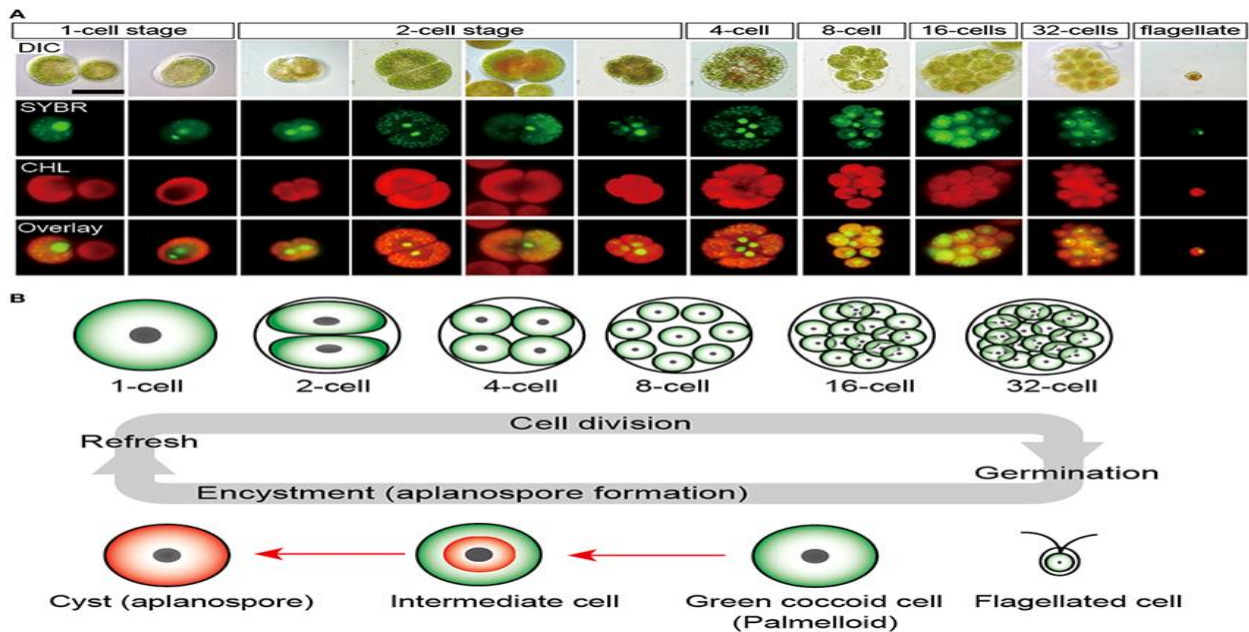 A
1-cell stage 2-cell stage 4-cell 8-cell 16-cells 32-cells flagellate
DIC
SYBR
CHL
Overlay
B
1-cell 2-cell 4-cell 8-cell 16-cell 32-cell
Cell division
Refresh
Germination
Encystment (aplanospore formation)
Cyst (aplanospore) Intermediate cell Green coccoid cell Flagellated cell
(Palmelloid)